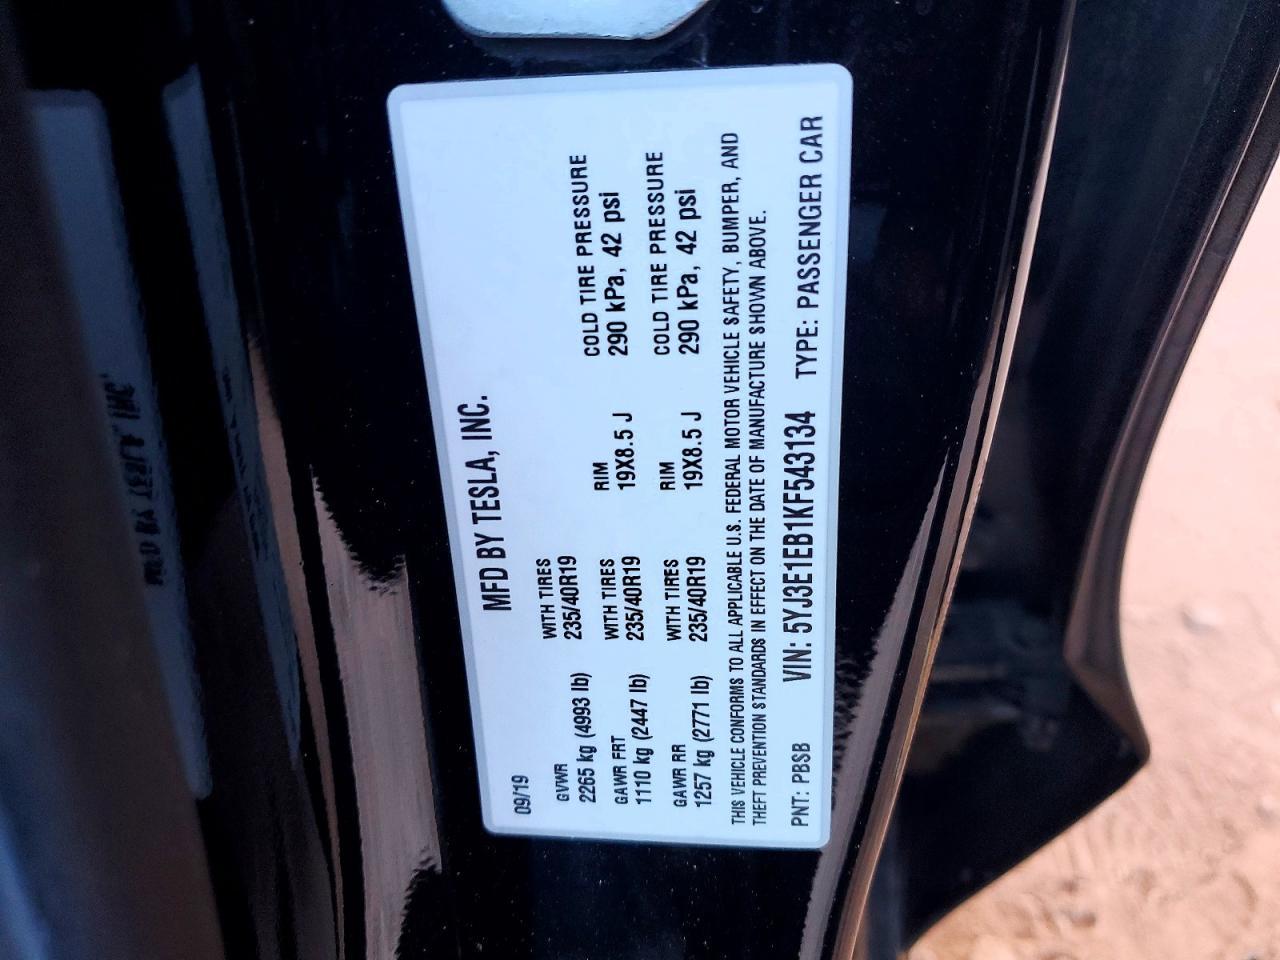 MFD BY TESLA, INC.
09/19
GVWR WITH TIRES
2265 kg (4993 lb) 235/40R19
GAWR FRT WITH TIRES RIM COLD TIRE PRESSURE
1110 kg (2447 lb) 235/40R19 19X8.5 J 290 kPa, 42 psi
GAWR RR WITH TIRES RIM COLD TIRE PRESSURE
1257 kg (2771 lb) 235/40R19 19X8.5 J 290 kPa, 42 psi
THIS VEHICLE CONFORMS TO ALL APPLICABLE U.S. FEDERAL MOTOR VEHICLE SAFETY, BUMPER, AND
THEFT PREVENTION STANDARDS IN EFFECT ON THE DATE OF MANUFACTURE SHOWN ABOVE.
PNT: PBSB VIN: 5YJ3E1EB1KF543134 TYPE: PASSENGER CAR